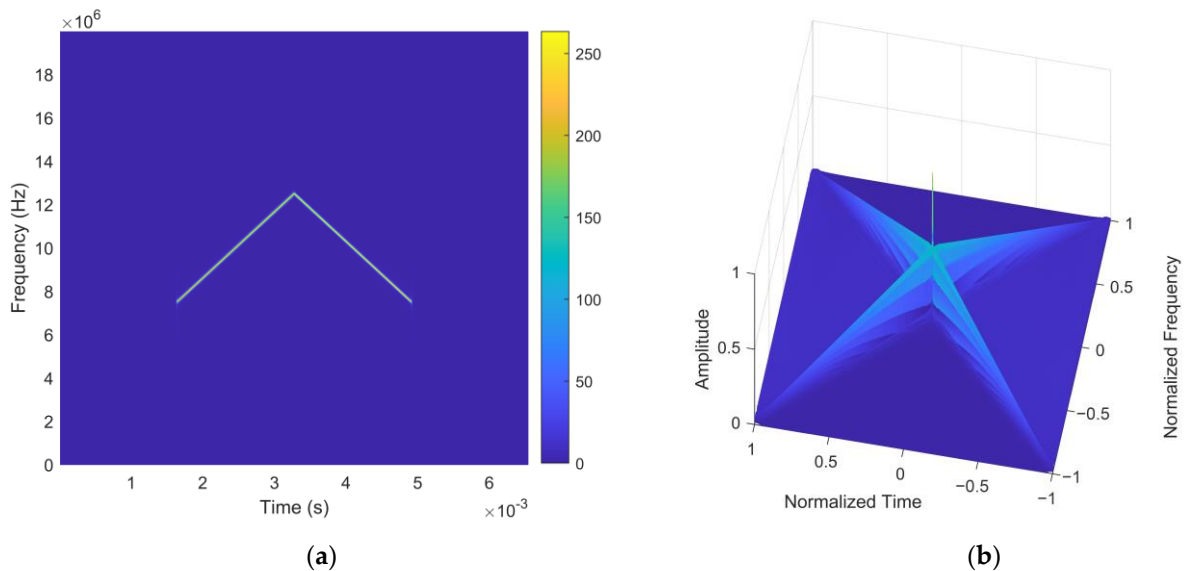 ×10⁶
18
16
14
12
10
8
6
4
2
0
Frequency (Hz)
1 2 3 4 5 6
Time (s)
×10⁻³
250
200
150
100
50
0
(a)
1
0.5
0
Amplitude
1 0.5 0 −0.5 −1
Normalized Time
1
0.5
0
−0.5
−1
Normalized Frequency
(b)